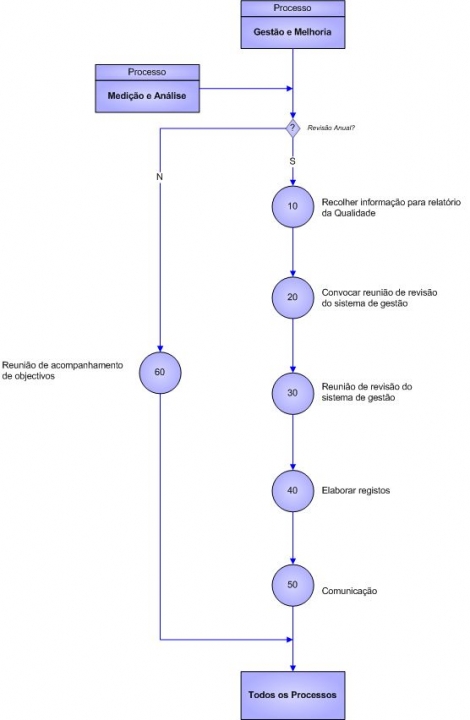 Processo
Gestão e Melhoria
Processo
Medição e Análise
?
Revisão Anual?
N
S
10
Recolher informação para relatório
da Qualidade
20
Convocar reunião de revisão
do sistema de gestão
Reunião de acompanhamento
de objectivos
60
30
Reunião de revisão do
sistema de gestão
40
Elaborar registos
50
Comunicação
Todos os Processos